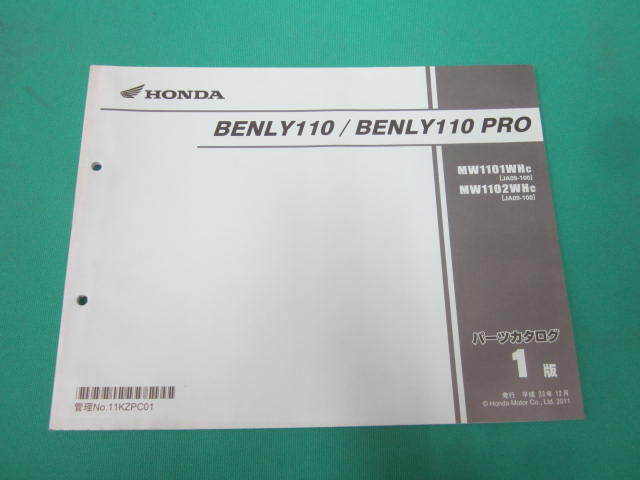 HONDA
BENLY110 / BENLY110 PRO
MW1101WHC
[JA09-100]
MW1102WHC
[JA09-100]
パーツカタログ
1 版
発行 平成 23年 12月
© Honda Motor Co., Ltd. 2011
管理No.11KZPC01